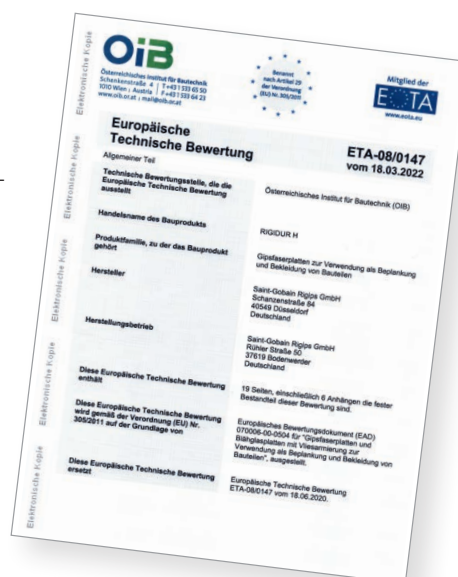 OiB
Österreichisches Institut für Bautechnik
Schenkenstraße 4 | T+43 1 533 65 50
1010 Wien | Austria | F+43 1 533 64 23
www.oib.or.at | mail@oib.or.at
Benannt
nach Artikel 29
der Verordnung
(EU) Nr. 305/2011
Mitglied der
EOTA
www.eota.eu
Europäische
Technische Bewertung
ETA-08/0147
vom 18.03.2022
Allgemeiner Teil
Technische Bewertungsstelle, die die
Europäische Technische Bewertung
ausstellt
Österreichisches Institut für Bautechnik (OIB)
Handelsname des Bauprodukts
RIGIDUR H
Produktfamilie, zu der das Bauprodukt
gehört
Gipsfaserplatten zur Verwendung als Beplankung
und Bekleidung von Bauteilen
Hersteller
Saint-Gobain Rigips GmbH
Schanzenstraße 84
40549 Düsseldorf
Deutschland
Herstellungsbetrieb
Saint-Gobain Rigips GmbH
Rühler Straße 50
37619 Bodenwerder
Deutschland
Diese Europäische Technische Bewertung
enthält
19 Seiten, einschließlich 6 Anhängen die fester
Bestandteil dieser Bewertung sind.
Diese Europäische Technische Bewertung
wird gemäß der Verordnung (EU) Nr.
305/2011 auf der Grundlage von
Europäisches Bewertungsdokument (EAD)
070006-00-0504 für "Gipsfaserplatten und
Blähglasplatten mit Vliesarmierung zur
Verwendung als Beplankung und Bekleidung von
Bauteilen", ausgestellt.
Diese Europäische Technische Bewertung
ersetzt
Europäische Technische Bewertung
ETA-08/0147 vom 18.06.2020.
Elektronische Kopie
Elektronische Kopie
Elektronische Kopie
Elektronische Kopie
Elektronische Kopie